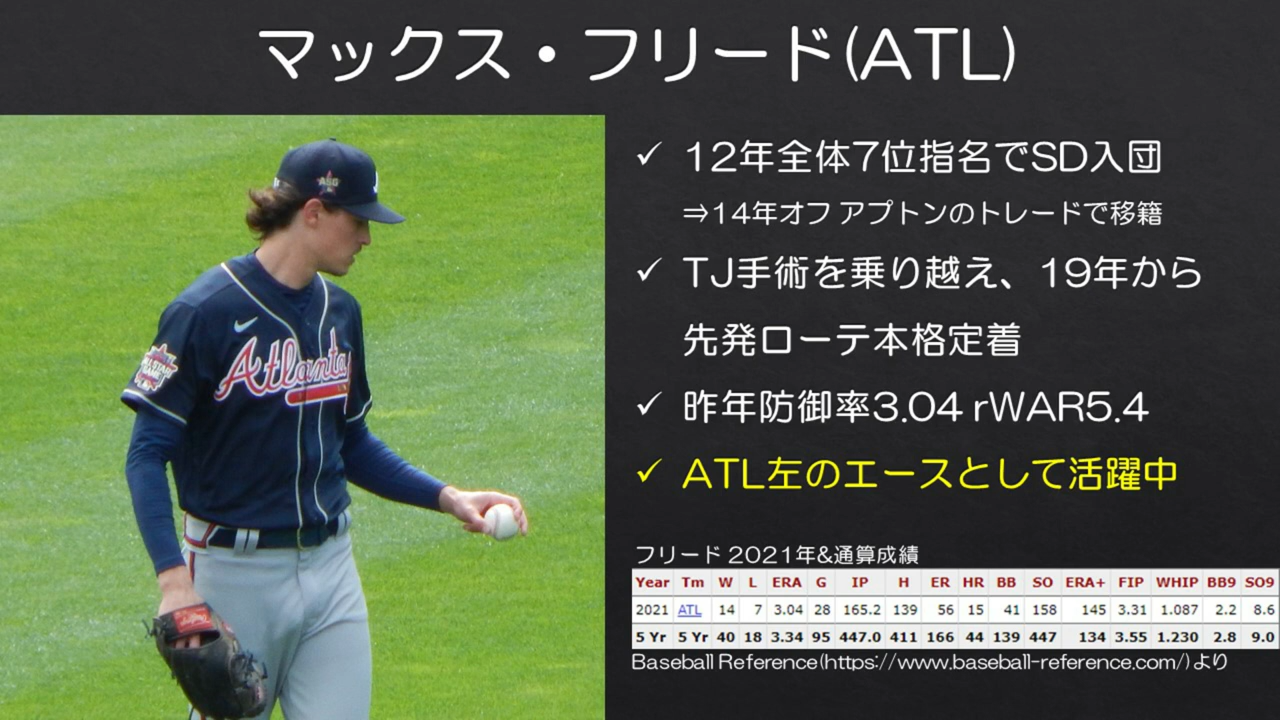 マックス・フリード(ATL)
✓ 12年全体7位指名でSD入団
⇒14年オフ アプトンのトレードで移籍
✓ TJ手術を乗り越え、19年から
先発ローテ本格定着
✓ 昨年防御率3.04 rWAR5.4
✓ ATL左のエースとして活躍中
Atlanta
フリード 2021年&通算成績
Year Tm W L ERA G IP H ER HR BB SO ERA+ FIP WHIP BB9 SO9
2021 ATL 14 7 3.04 28 165.2 139 56 15 41 158 145 3.31 1.087 2.2 8.6
5 Yr 5 Yr 40 18 3.34 95 447.0 411 166 44 139 447 134 3.55 1.230 2.8 9.0
Baseball Reference(https://www.baseball-reference.com/)より